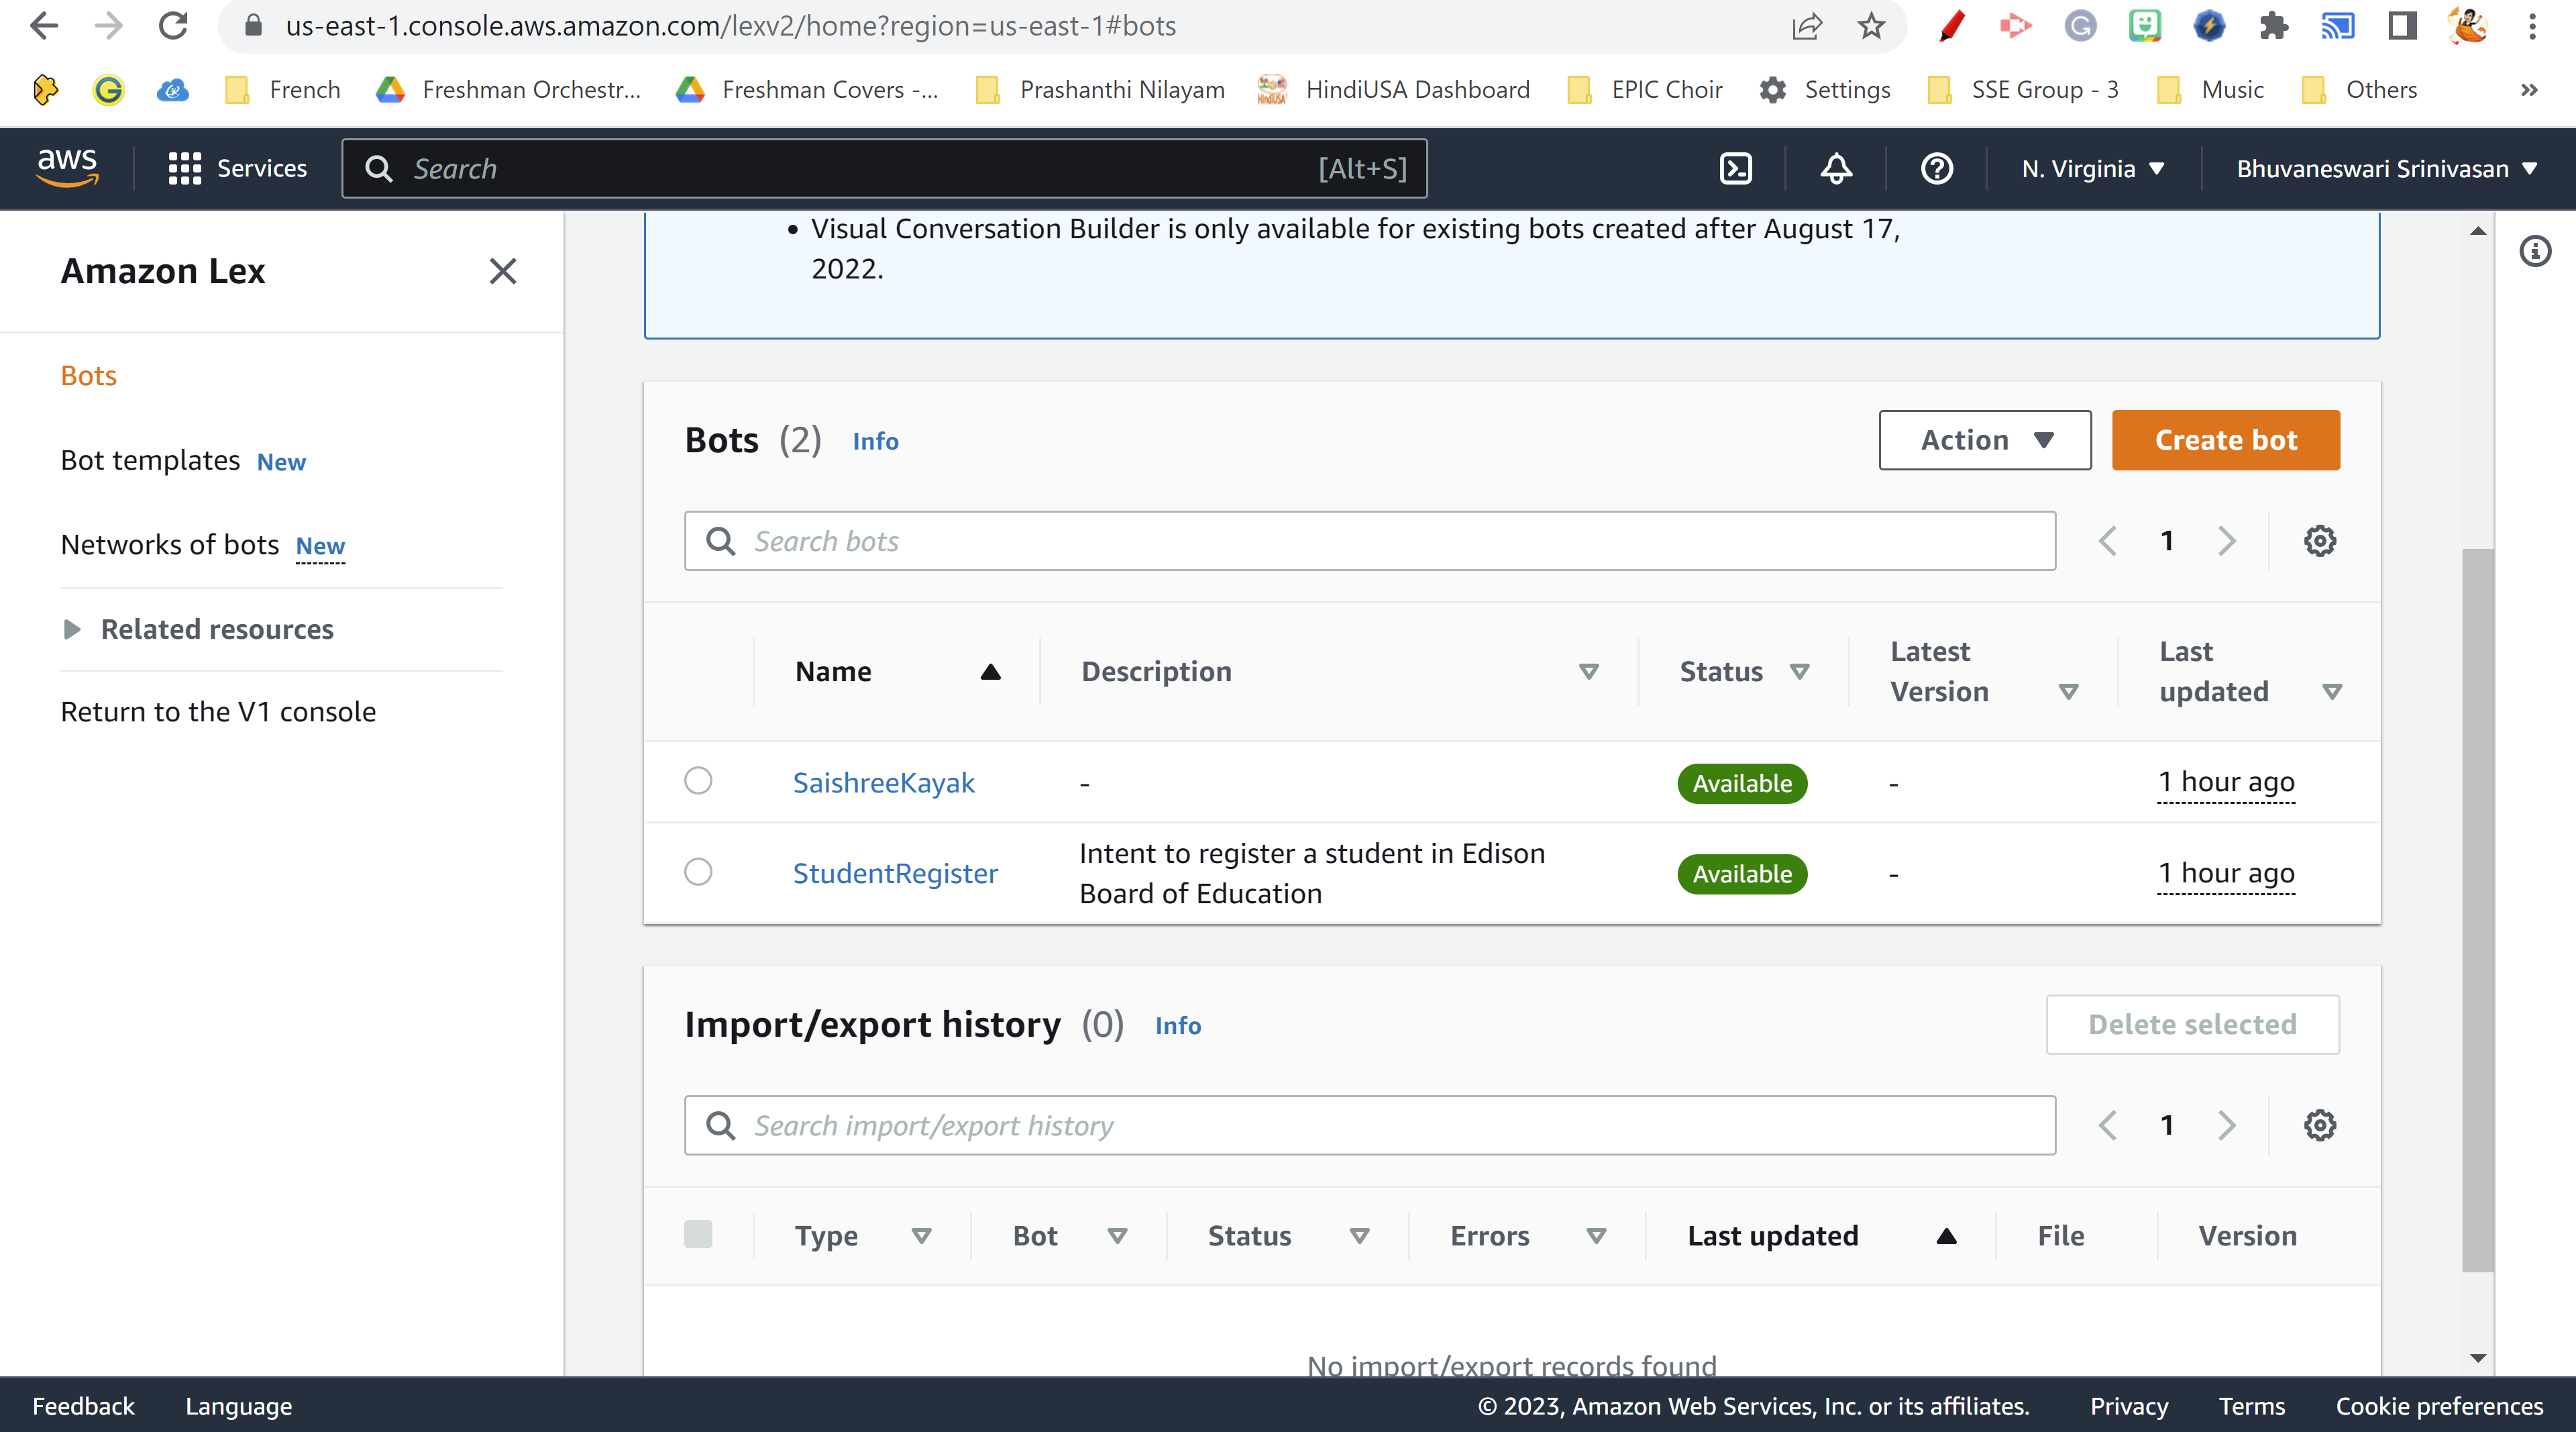 us-east-1.console.aws.amazon.com/lexv2/home?region=us-east-1#bots
French
Freshman Orchestr...
Freshman Covers -...
Prashanthi Nilayam
HindiUSA Dashboard
EPIC Choir
Settings
SSE Group - 3
Music
Others
»
aws
Services
Search
[Alt+S]
N. Virginia
Bhuvaneswari Srinivasan
Amazon Lex
Bots
Bot templates New
Networks of bots New
Related resources
Return to the V1 console
• Visual Conversation Builder is only available for existing bots created after August 17,
2022.
Bots (2) Info
Action
Create bot
Search bots
1
Name
Description
Status
Latest
Version
Last
updated
SaishreeKayak
-
Available
-
1 hour ago
StudentRegister
Intent to register a student in Edison
Board of Education
Available
-
1 hour ago
Import/export history (0) Info
Delete selected
Search import/export history
1
Type
Bot
Status
Errors
Last updated
File
Version
No import/export records found
Feedback
Language
© 2023, Amazon Web Services, Inc. or its affiliates.
Privacy
Terms
Cookie preferences